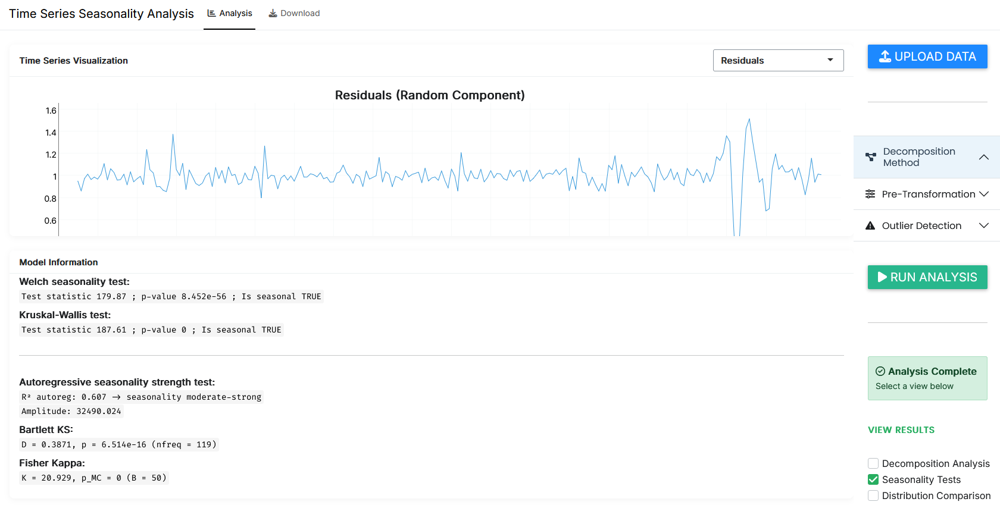 Time Series Seasonality Analysis
Analysis
Download
Time Series Visualization
Residuals
Residuals (Random Component)
1.6
1.4
1.2
1
0.8
0.6
Model Information
Welch seasonality test:
Test statistic 179.87 ; p-value 8.452e-56 ; Is seasonal TRUE
Kruskal-Wallis test:
Test statistic 187.61 ; p-value 0 ; Is seasonal TRUE
Autoregressive seasonality strength test:
R² autoreg: 0.607 → seasonality moderate-strong
Amplitude: 32490.024
Bartlett KS:
D = 0.3871, p = 6.514e-16 (nfreq = 119)
Fisher Kappa:
K = 20.929, p_MC = 0 (B = 50)
UPLOAD DATA
Decomposition
Method
Pre-Transformation
Outlier Detection
RUN ANALYSIS
Analysis Complete
Select a view below
VIEW RESULTS
Decomposition Analysis
Seasonality Tests
Distribution Comparison